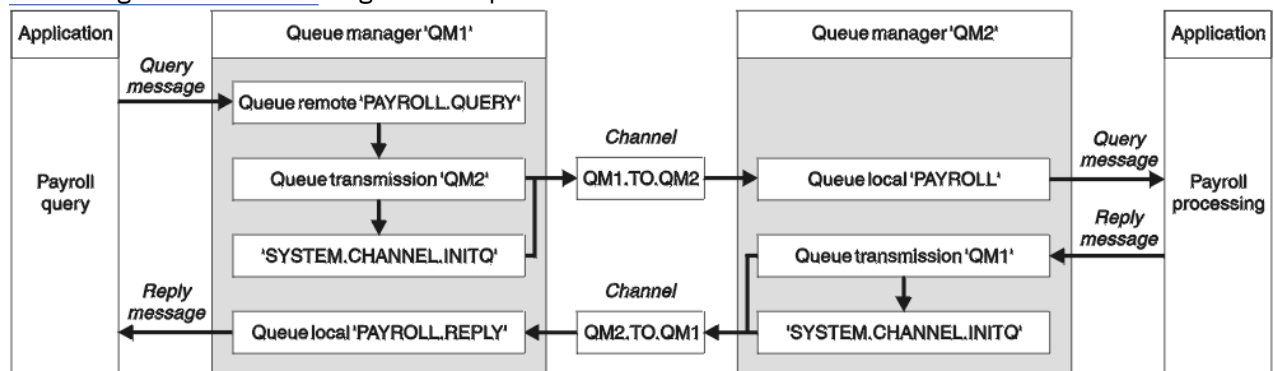 Application
Queue manager 'QM1'
Queue manager 'QM2'
Application
Query
message
Queue remote 'PAYROLL.QUERY'
Channel
Query
message
Payroll
query
Queue transmission 'QM2'
QM1.TO.QM2
Queue local 'PAYROLL'
Payroll
processing
Reply
message
'SYSTEM.CHANNEL.INITQ'
Queue transmission 'QM1'
Reply
message
Channel
Queue local 'PAYROLL.REPLY'
QM2.TO.QM1
'SYSTEM.CHANNEL.INITQ'